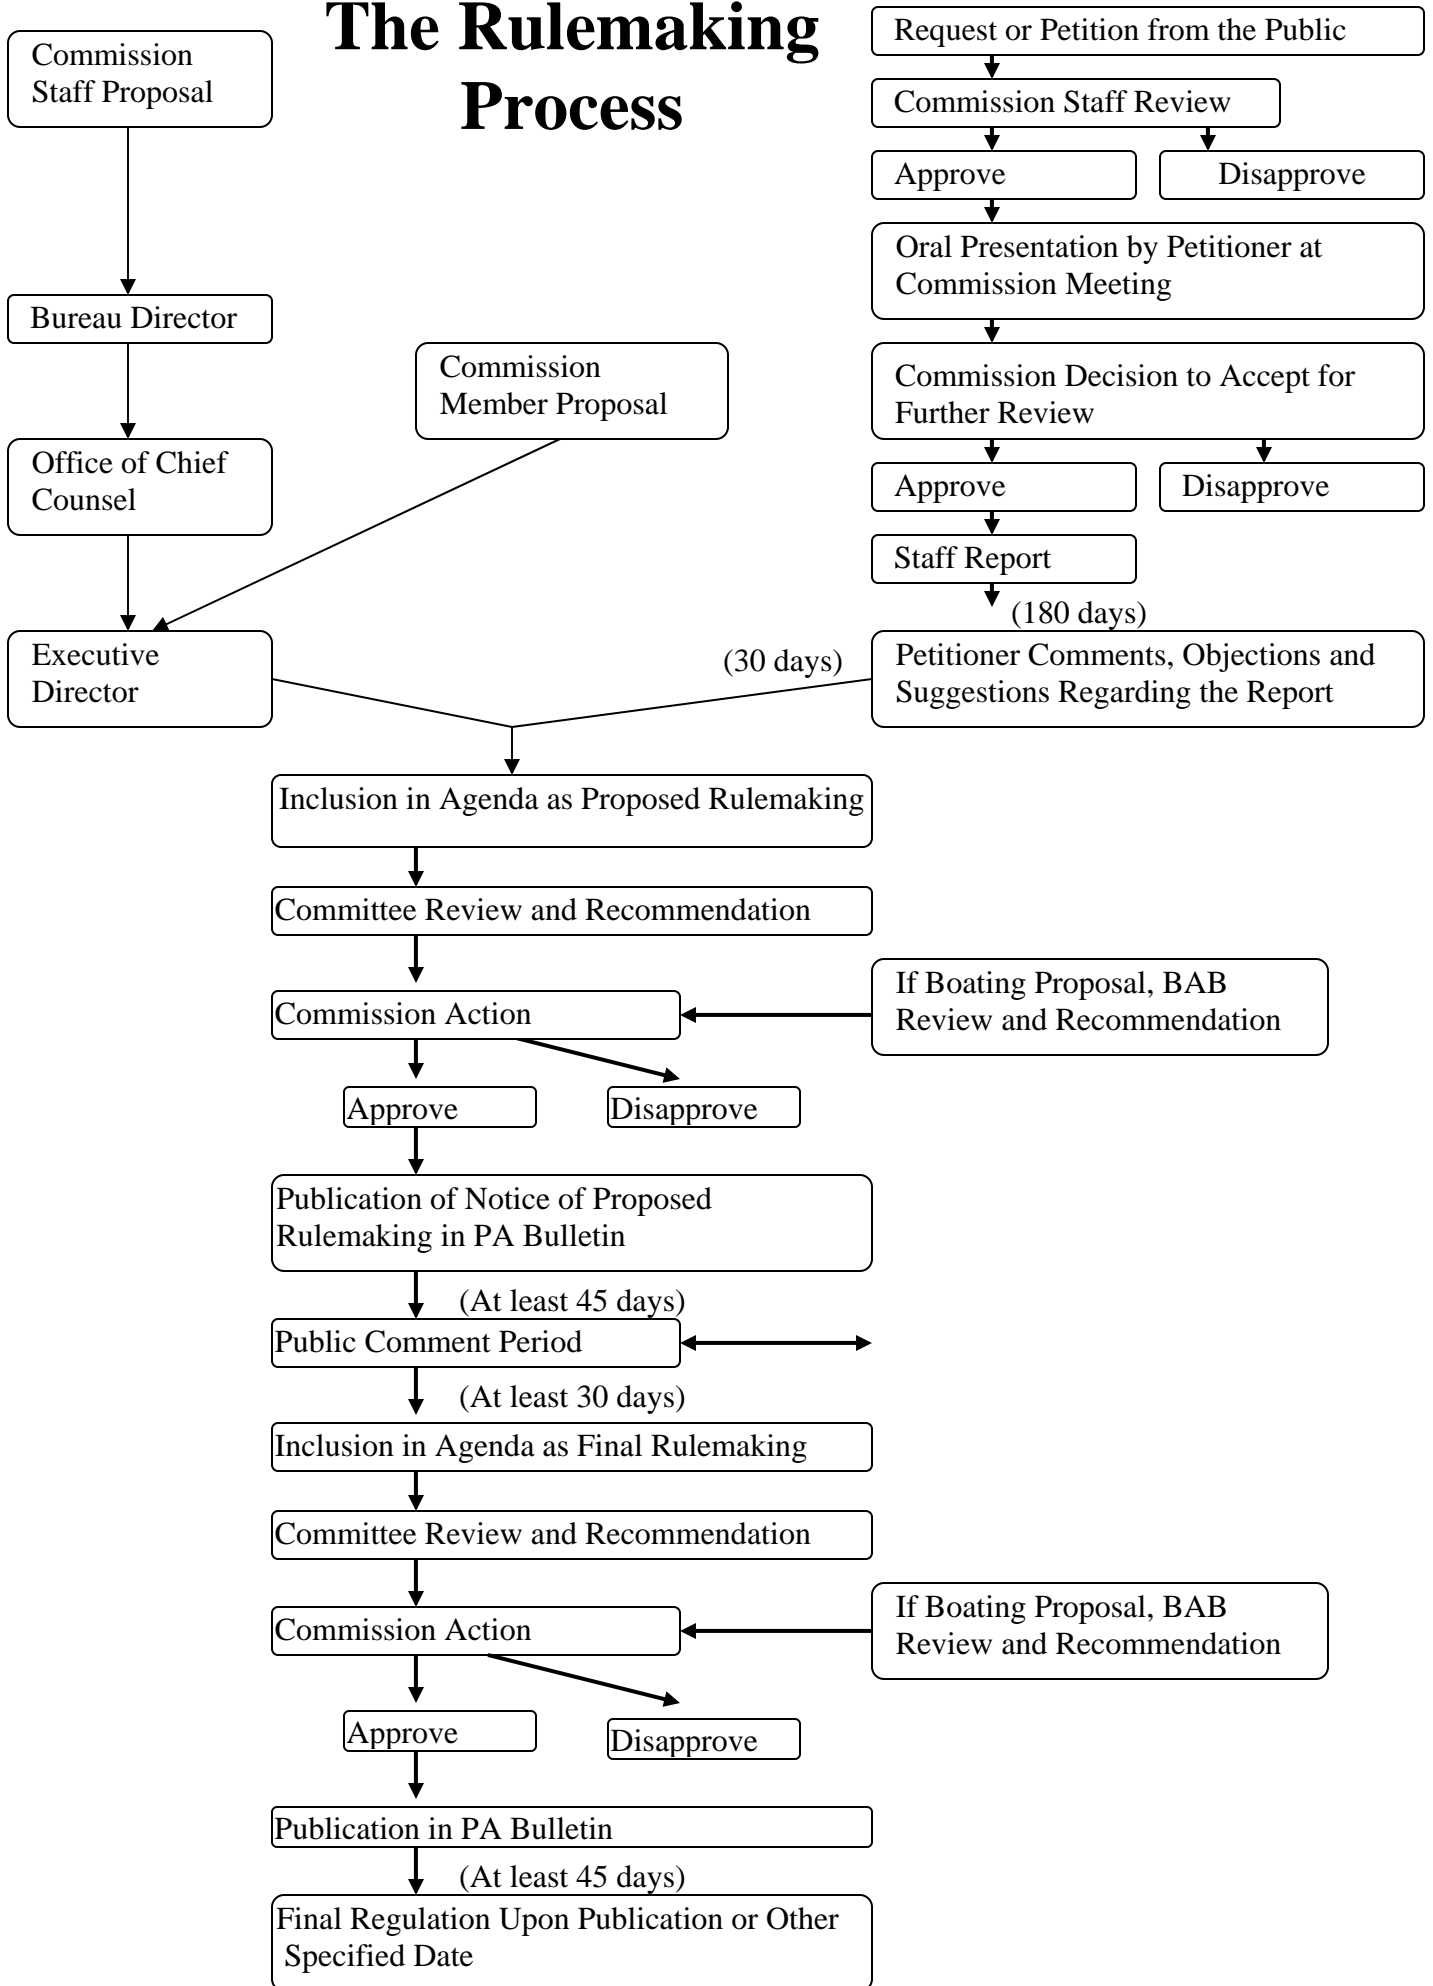 The Rulemaking
Process
Commission
Staff Proposal
Bureau Director
Office of Chief
Counsel
Executive
Director
Commission
Member Proposal
Request or Petition from the Public
Commission Staff Review
Approve
Disapprove
Oral Presentation by Petitioner at
Commission Meeting
Commission Decision to Accept for
Further Review
Approve
Disapprove
Staff Report
(180 days)
Petitioner Comments, Objections and
Suggestions Regarding the Report
(30 days)
Inclusion in Agenda as Proposed Rulemaking
Committee Review and Recommendation
Commission Action
If Boating Proposal, BAB
Review and Recommendation
Approve
Disapprove
Publication of Notice of Proposed
Rulemaking in PA Bulletin
(At least 45 days)
Public Comment Period
(At least 30 days)
Inclusion in Agenda as Final Rulemaking
Committee Review and Recommendation
Commission Action
If Boating Proposal, BAB
Review and Recommendation
Approve
Disapprove
Publication in PA Bulletin
(At least 45 days)
Final Regulation Upon Publication or Other
Specified Date